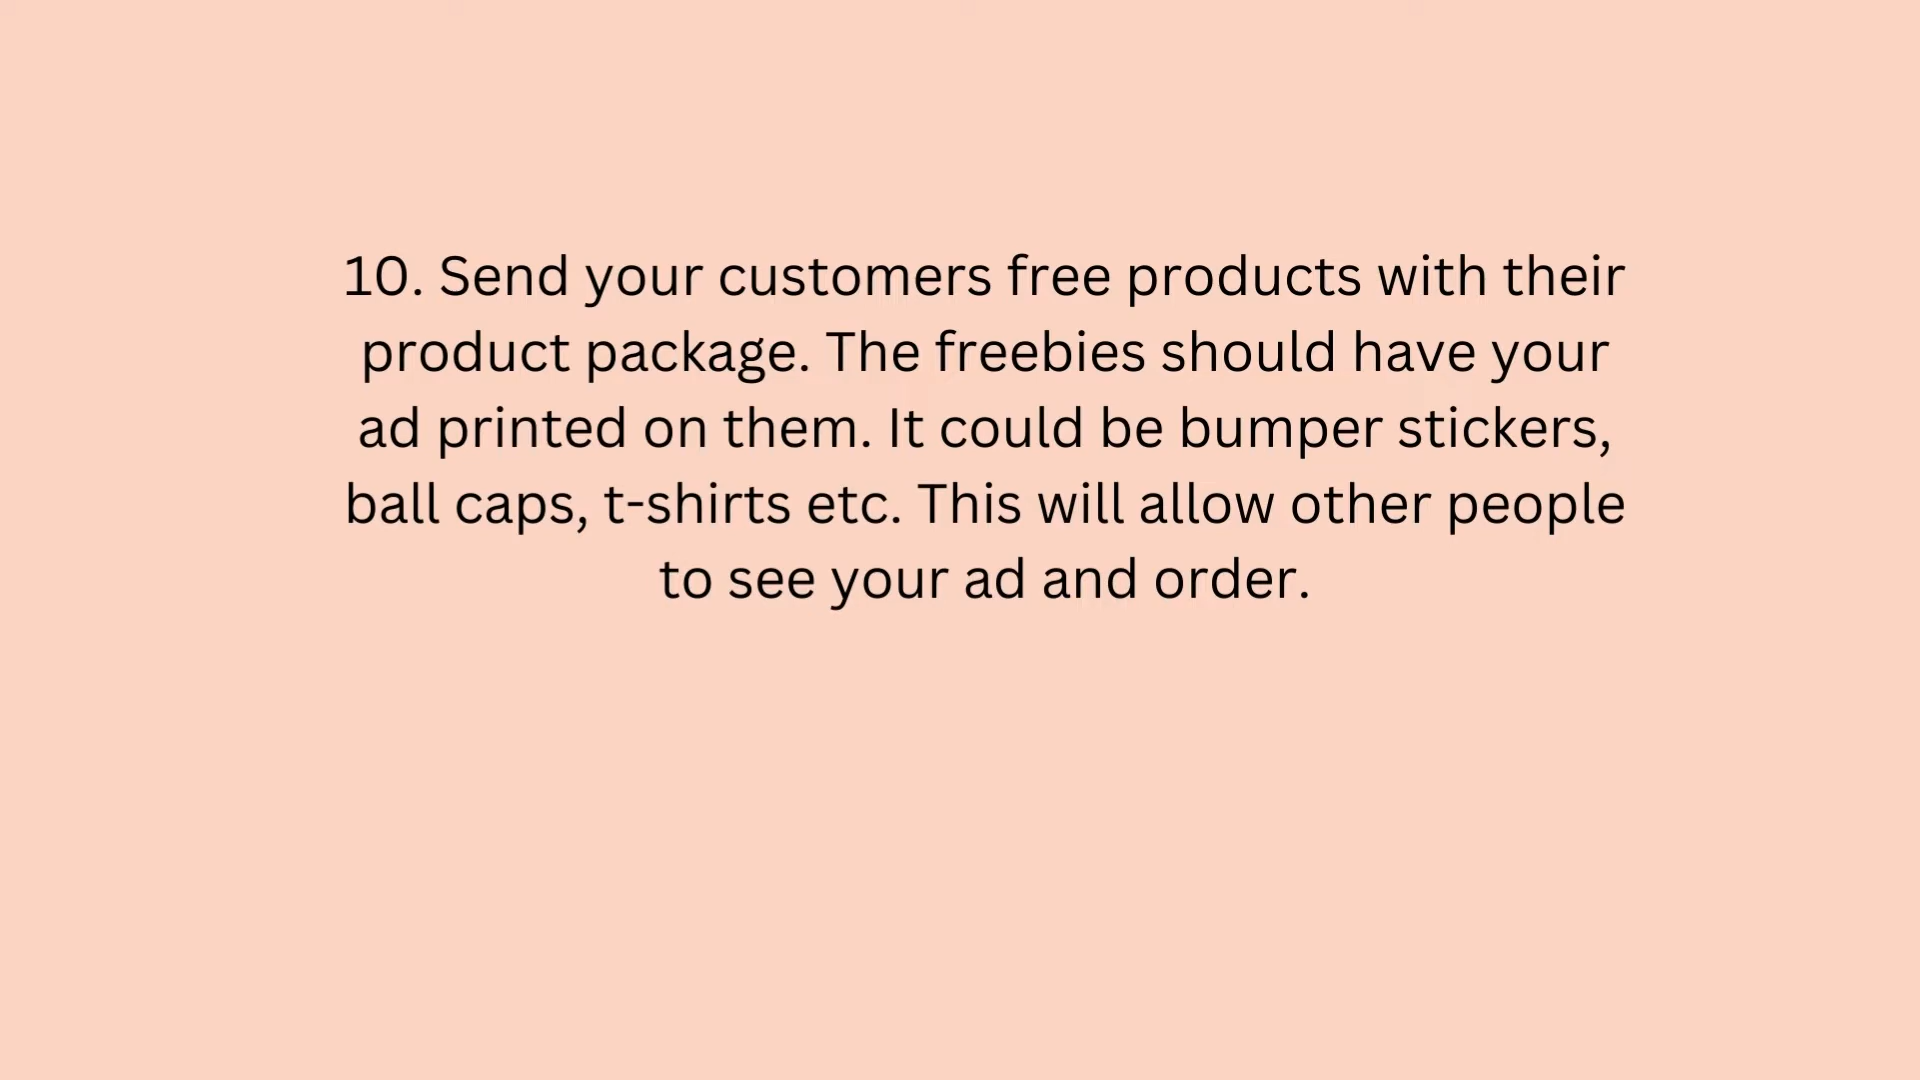 10. Send your customers free products with their
product package. The freebies should have your
ad printed on them. It could be bumper stickers,
ball caps, t-shirts etc. This will allow other people
to see your ad and order.